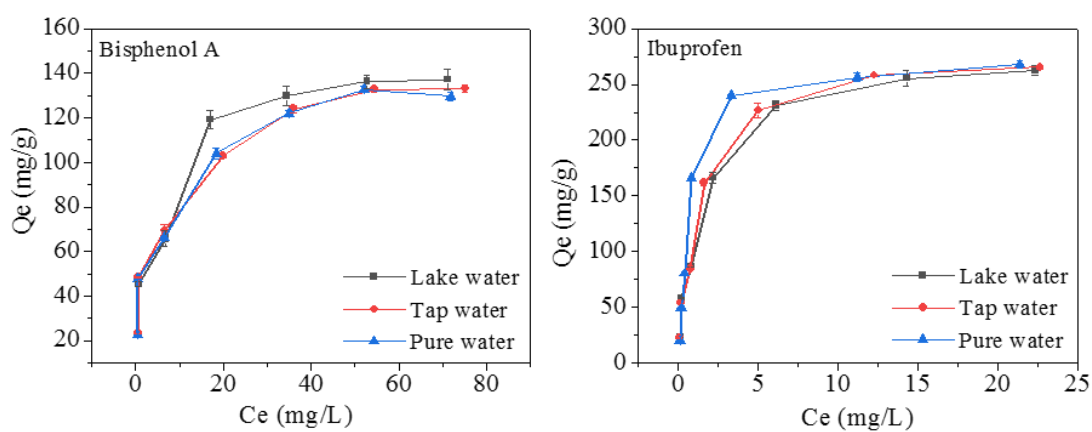 Bisphenol A
Qe (mg/g)
160
140
120
100
80
60
40
20
0
20
40
60
80
Ce (mg/L)
Lake water
Tap water
Pure water
Ibuprofen
Qe (mg/g)
300
250
200
150
100
50
0
0
5
10
15
20
25
Ce (mg/L)
Lake water
Tap water
Pure water